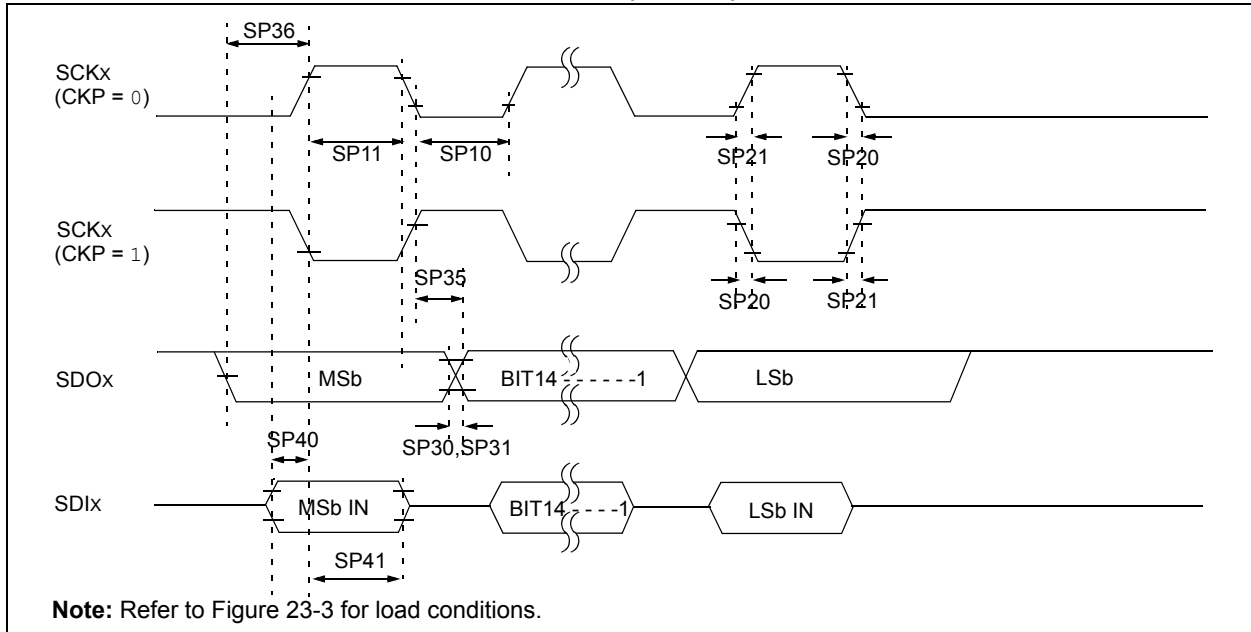 SP36
SCKx
(CKP = 0)
SP11
SP10
SP21
SP20
SCKx
(CKP = 1)
SP35
SP20
SP21
SDOx
MSb
BIT14 - - - - - -1
LSb
SP40
SP30,SP31
SDIx
MSb IN
BIT14 - - - -1
LSb IN
SP41
Note: Refer to Figure 23-3 for load conditions.